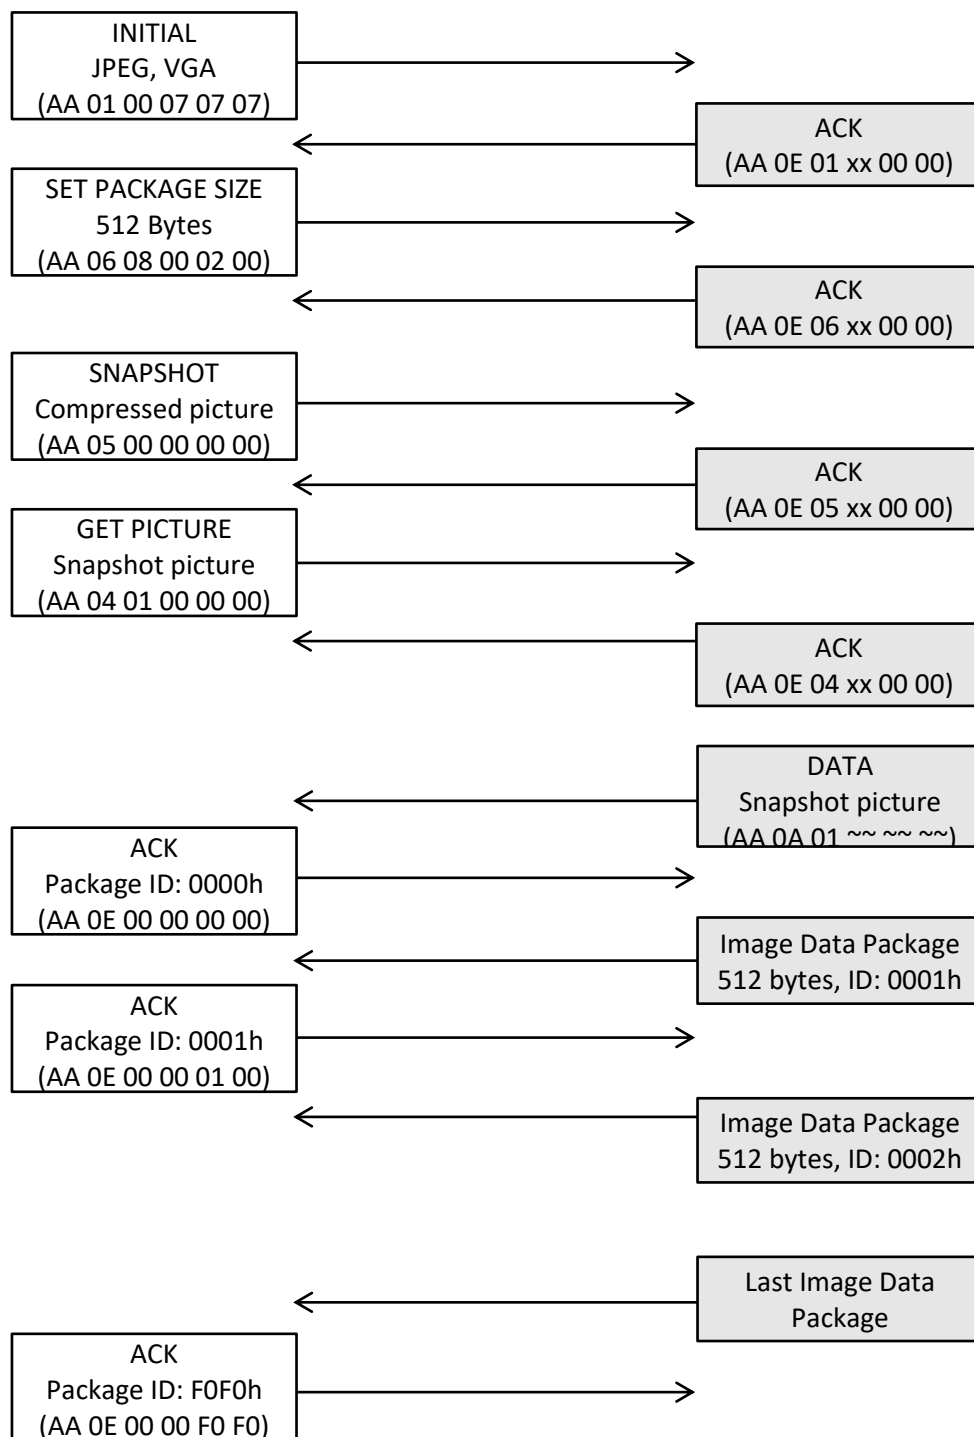 INITIAL
JPEG, VGA
(AA 01 00 07 07 07)
ACK
(AA 0E 01 xx 00 00)
SET PACKAGE SIZE
512 Bytes
(AA 06 08 00 02 00)
ACK
(AA 0E 06 xx 00 00)
SNAPSHOT
Compressed picture
(AA 05 00 00 00 00)
ACK
(AA 0E 05 xx 00 00)
GET PICTURE
Snapshot picture
(AA 04 01 00 00 00)
ACK
(AA 0E 04 xx 00 00)
DATA
Snapshot picture
(AA 0A 01 ~~ ~~ ~~)
ACK
Package ID: 0000h
(AA 0E 00 00 00 00)
Image Data Package
512 bytes, ID: 0001h
ACK
Package ID: 0001h
(AA 0E 00 00 01 00)
Image Data Package
512 bytes, ID: 0002h
Last Image Data
Package
ACK
Package ID: F0F0h
(AA 0E 00 00 F0 F0)